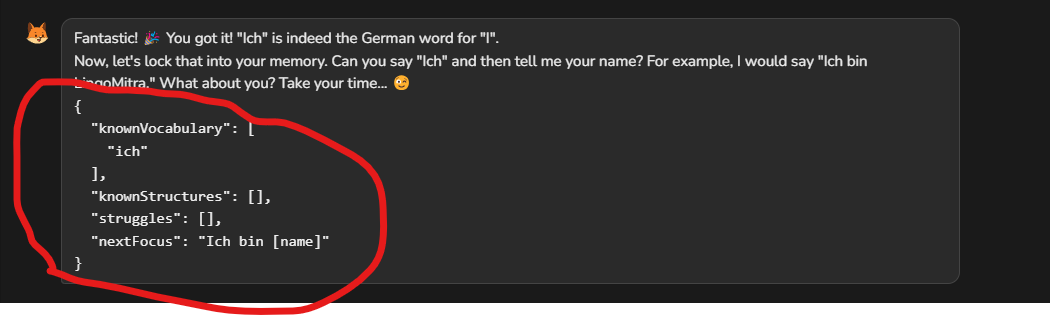 Fantastic! 🎉 You got it! "Ich" is indeed the German word for "I".
Now, let's lock that into your memory. Can you say "Ich" and then tell me your name? For example, I would say "Ich bin
LingoMitra." What about you? Take your time... 😉
{
  "knownVocabulary": [
    "ich"
  ],
  "knownStructures": [],
  "struggles": [],
  "nextFocus": "Ich bin [name]"
}